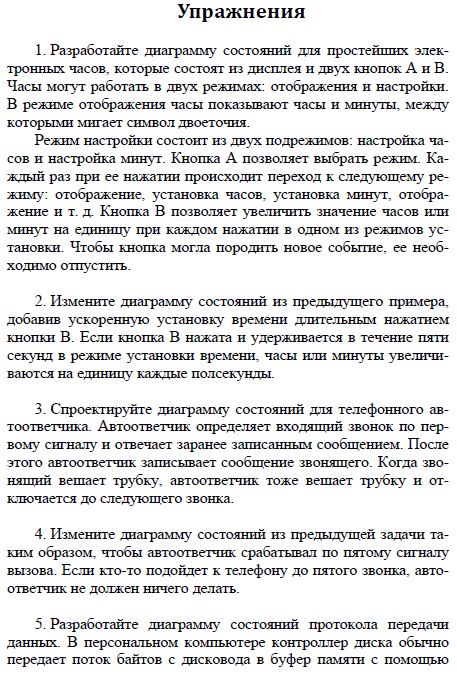 Упражнения
1. Разработайте диаграмму состояний для простейших элек-
тронных часов, которые состоят из дисплея и двух кнопок А и В.
Часы могут работать в двух режимах: отображения и настройки.
В режиме отображения часы показывают часы и минуты, между
которыми мигает символ двоеточия.
Режим настройки состоит из двух подрежимов: настройка ча-
сов и настройка минут. Кнопка А позволяет выбрать режим. Ка-
ждый раз при ее нажатии происходит переход к следующему ре-
жиму: отображение, установка часов, установка минут, отобра-
жение и т. д. Кнопка В позволяет увеличить значение часов или
минут на единицу при каждом нажатии в одном из режимов ус-
тановки. Чтобы кнопка могла породить новое событие, ее необ-
ходимо отпустить.
2. Измените диаграмму состояний из предыдущего примера,
добавив ускоренную установку времени длительным нажатием
кнопки В. Если кнопка В нажата и удерживается в течение пяти
секунд в режиме установки времени, часы или минуты увеличи-
ваются на единицу каждые полсекунды.
3. Спроектируйте диаграмму состояний для телефонного ав-
тоответчика. Автоответчик определяет входящий звонок по пер-
вому сигналу и отвечает заранее записанным сообщением. После
этого автоответчик записывает сообщение звонящего. Когда зво-
нящий вешает трубку, автоответчик тоже вешает трубку и от-
ключается до следующего звонка.
4. Измените диаграмму состояний из предыдущей задачи та-
ким образом, чтобы автоответчик срабатывал по пятому сигналу
вызова. Если кто-то подойдет к телефону до пятого звонка, авто-
ответчик не должен ничего делать.
5. Разработайте диаграмму состояний протокола передачи
данных. В персональном компьютере контроллер диска обычно
передает поток байтов с дисковода в буфер памяти с помощью